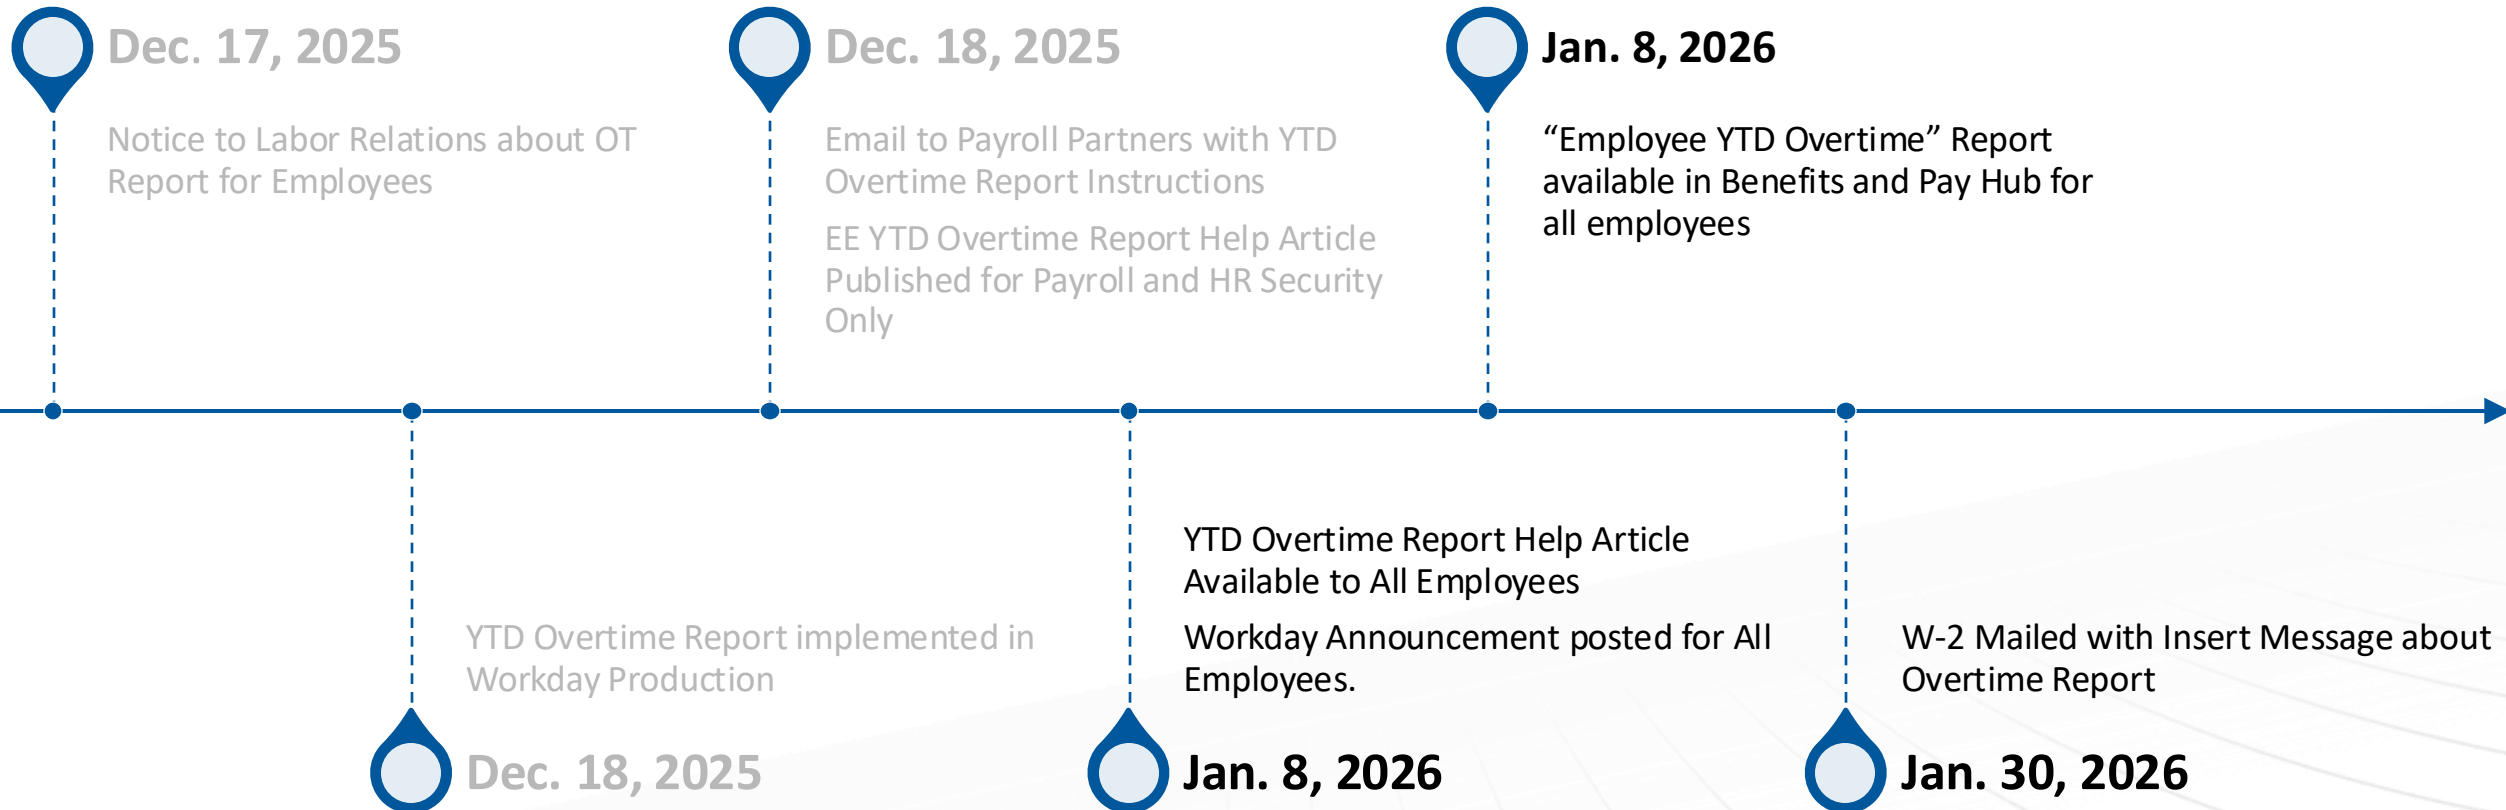 Dec. 17, 2025
Notice to Labor Relations about OT
Report for Employees
YTD Overtime Report implemented in
Workday Production
Dec. 18, 2025
Dec. 18, 2025
Email to Payroll Partners with YTD
Overtime Report Instructions
EE YTD Overtime Report Help Article
Published for Payroll and HR Security
Only
YTD Overtime Report Help Article
Available to All Employees
Workday Announcement posted for All
Employees.
Jan. 8, 2026
Jan. 8, 2026
“Employee YTD Overtime” Report
available in Benefits and Pay Hub for
all employees
W-2 Mailed with Insert Message about
Overtime Report
Jan. 30, 2026